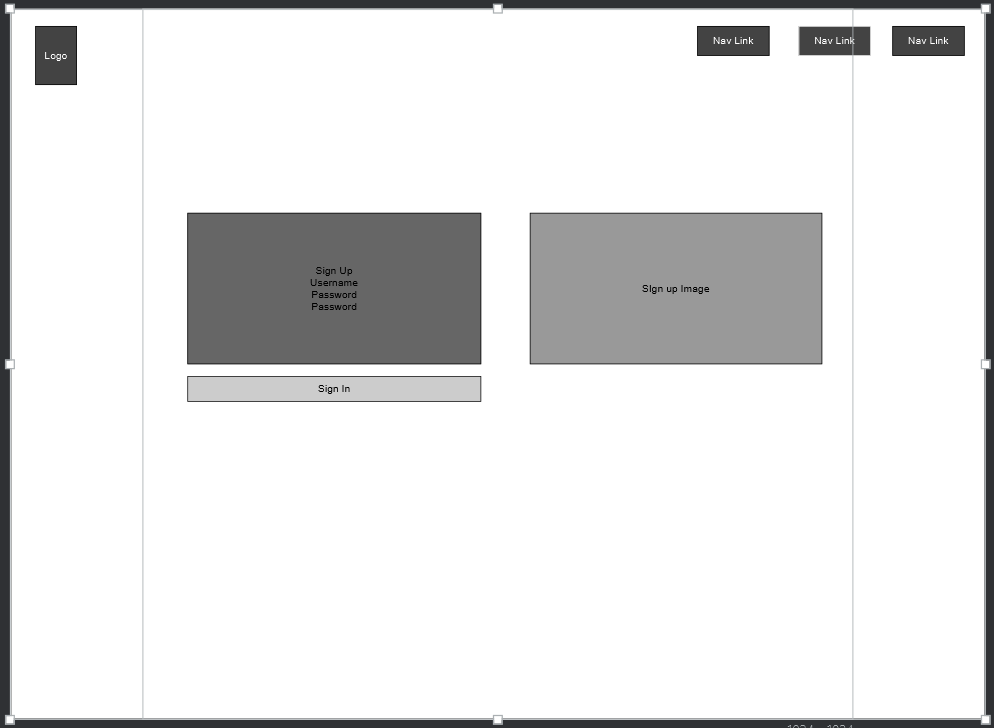 Logo
Nav Link
Nav Link
Nav Link
Sign Up
Username
Password
Password
SIgn up Image
Sign In